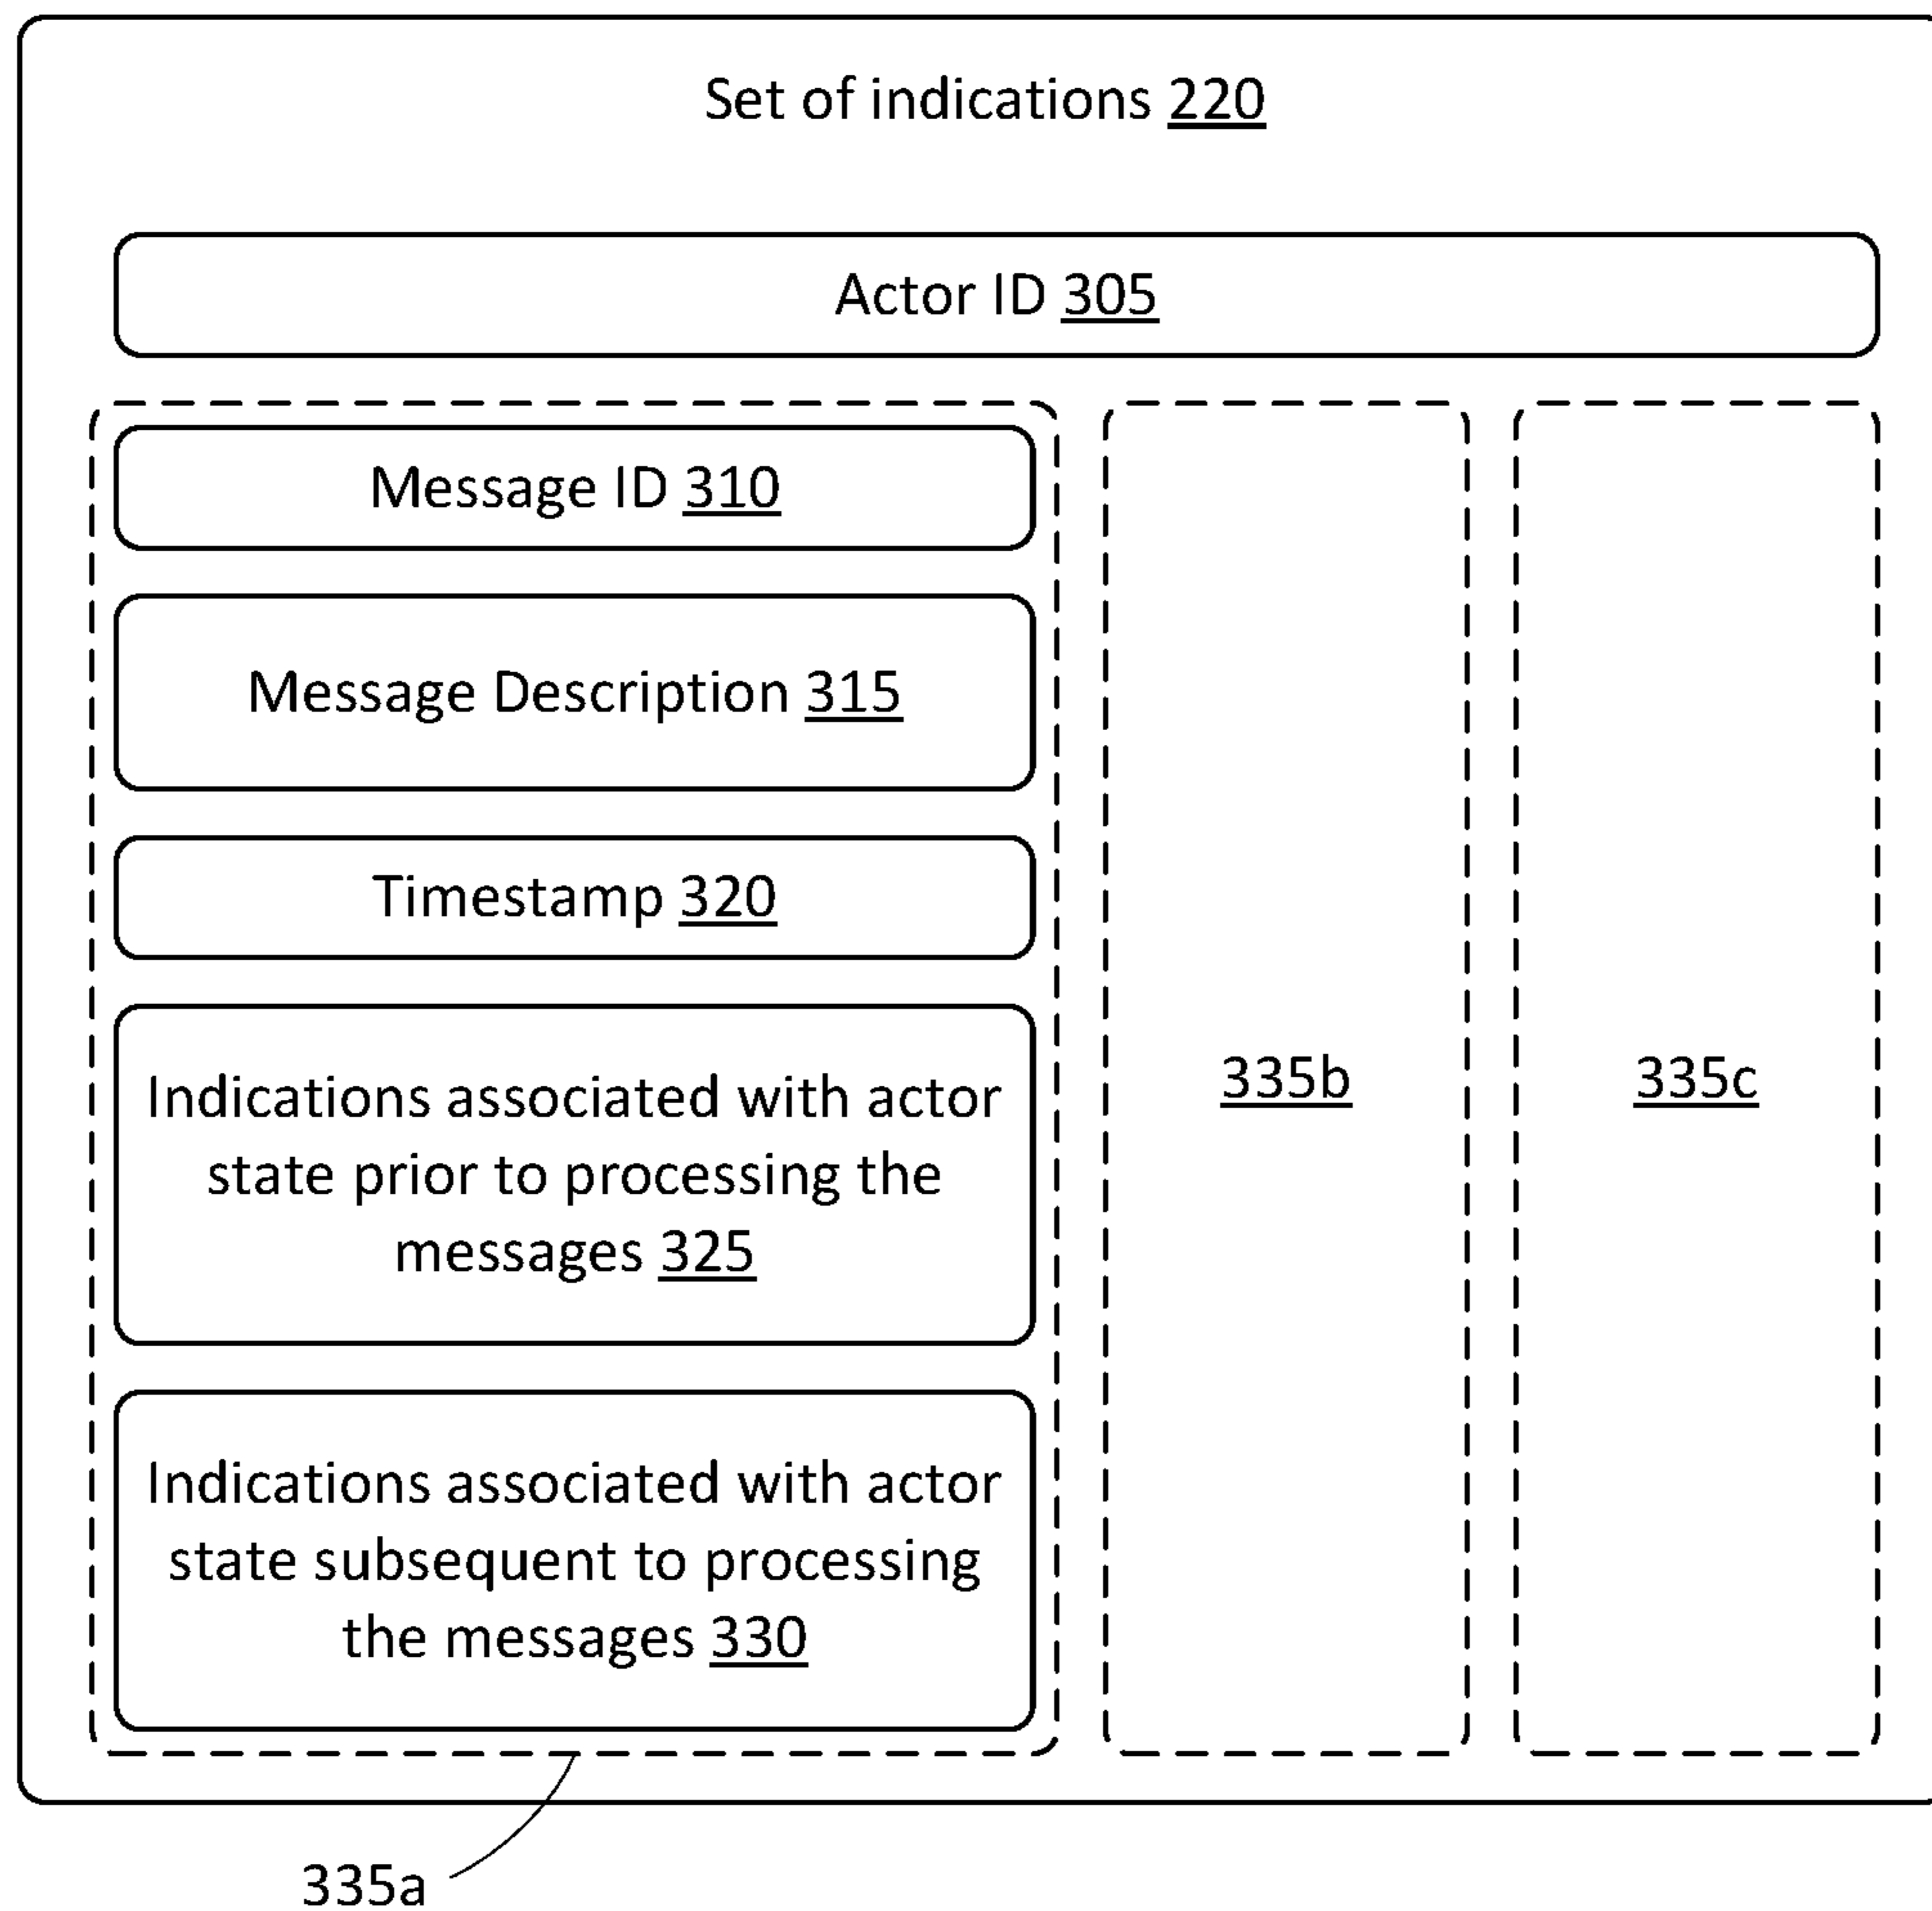 Set of indications 220
Actor ID 305
Message ID 310
Message Description 315
Timestamp 320
Indications associated with actor
state prior to processing the
messages 325
Indications associated with actor
state subsequent to processing
the messages 330
335b
335c
335a